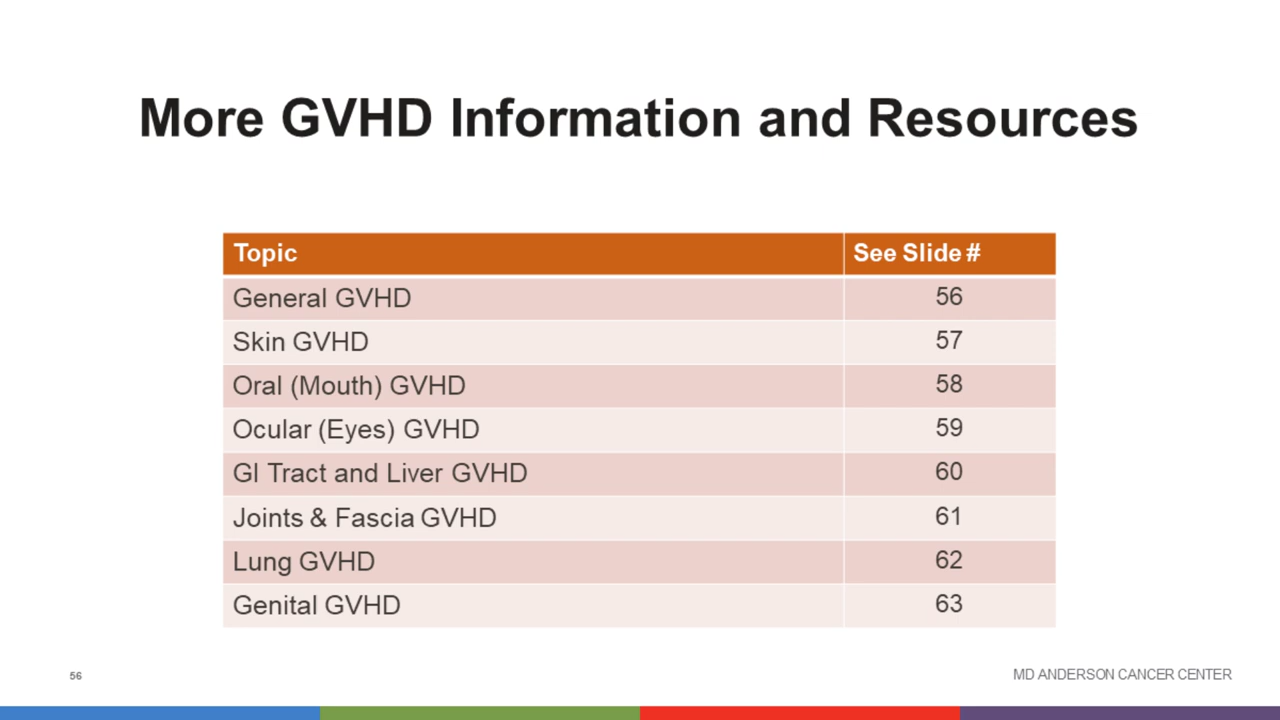 More GVHD Information and Resources
Topic See Slide #
General GVHD 56
Skin GVHD 57
Oral (Mouth) GVHD 58
Ocular (Eyes) GVHD 59
GI Tract and Liver GVHD 60
Joints & Fascia GVHD 61
Lung GVHD 62
Genital GVHD 63
56 MD ANDERSON CANCER CENTER